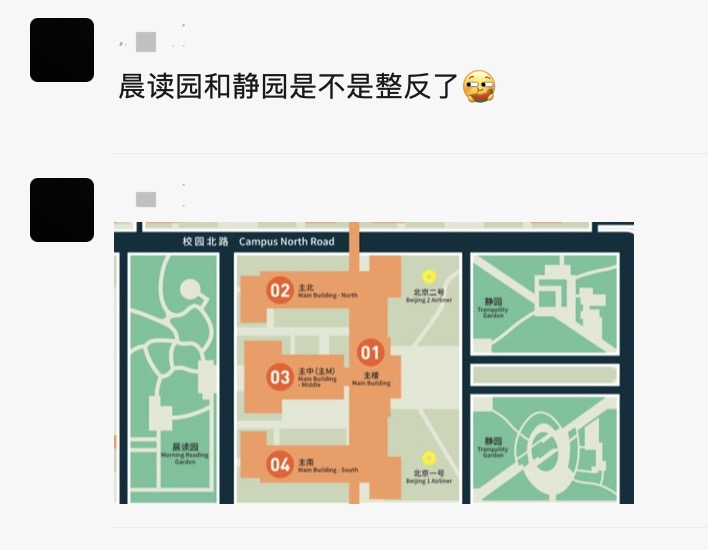 晨读园和静园是不是整反了
校园北路 Campus North Road
02 主北
Main Building - North
北京二号
Beijing 2 Airliner
静园
Tranquility
Garden
01
主楼
Main Building
03 主中(主M)
Main Building
- Middle
晨读园
Morning Reading
Garden
04 主南
Main Building - South
北京一号
Beijing 1 Airliner
静园
Tranquility
Garden